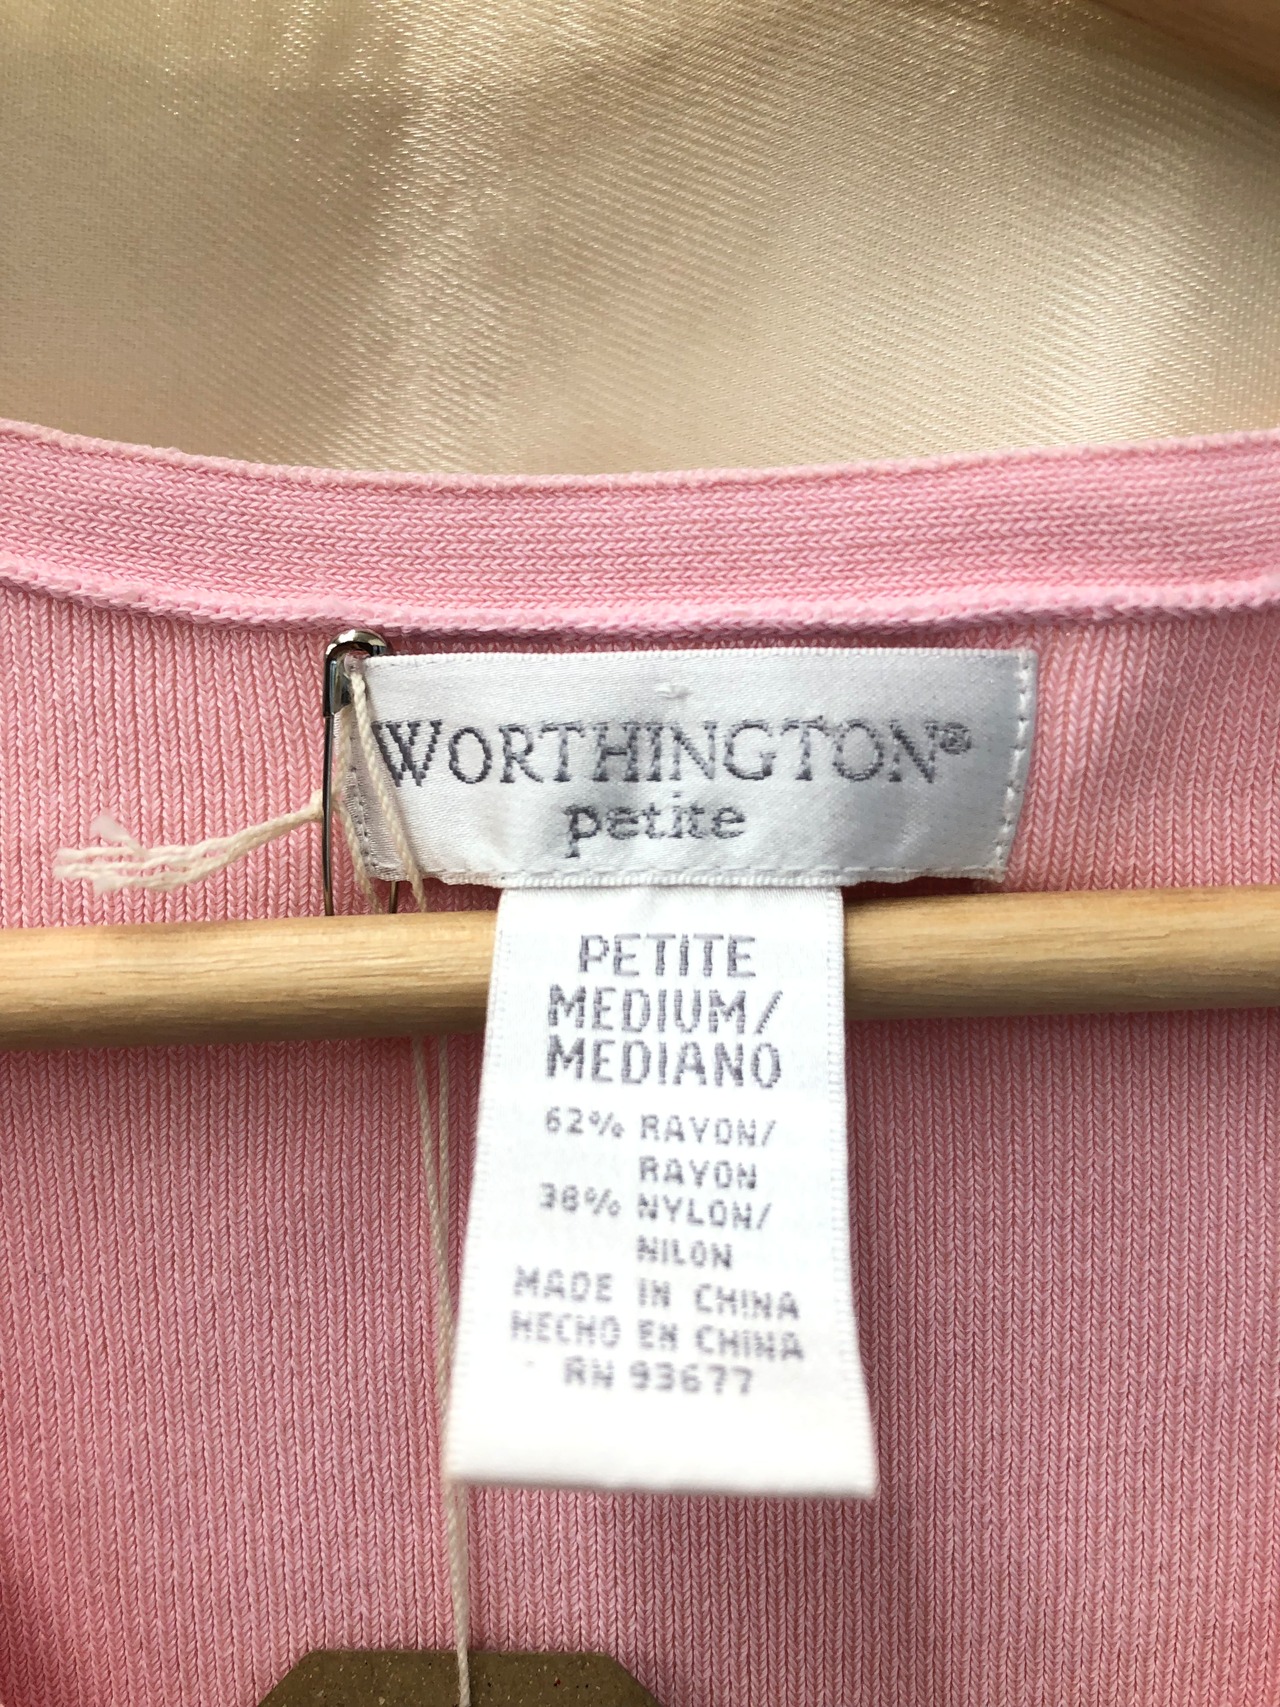 WORTHINGTON®
petite
PETITE
MEDIUM/
MEDIANO
62% RAYON/
RAYON
38% NYLON/
NILON
MADE IN CHINA
HECHO EN CHINA
RN 93677